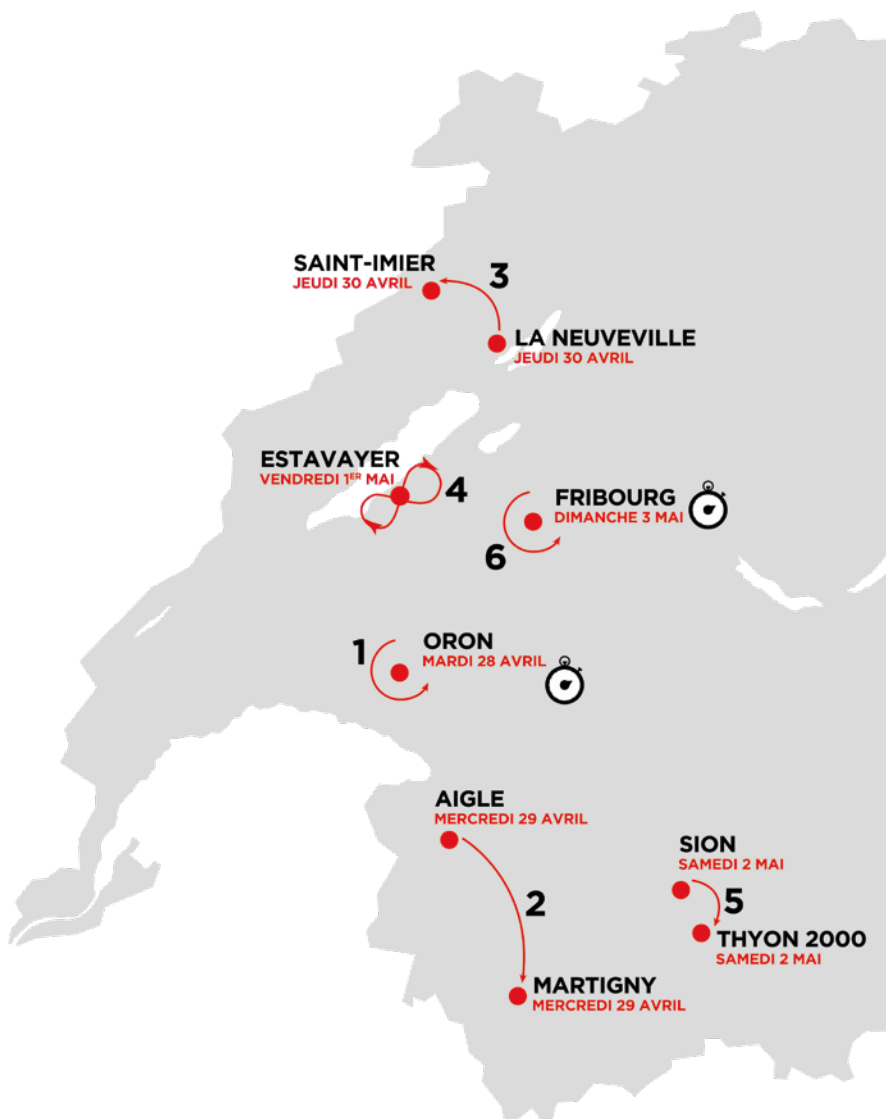 SAINT-IMIER
JEUDI 30 AVRIL
3
LA NEUVEVILLE
JEUDI 30 AVRIL
ESTAVAYER
VENDREDI 1ER MAI
4
FRIBOURG
DIMANCHE 3 MAI
6
1
ORON
MARDI 28 AVRIL
AIGLE
MERCREDI 29 AVRIL
2
SION
SAMEDI 2 MAI
5
THYON 2000
SAMEDI 2 MAI
MARTIGNY
MERCREDI 29 AVRIL